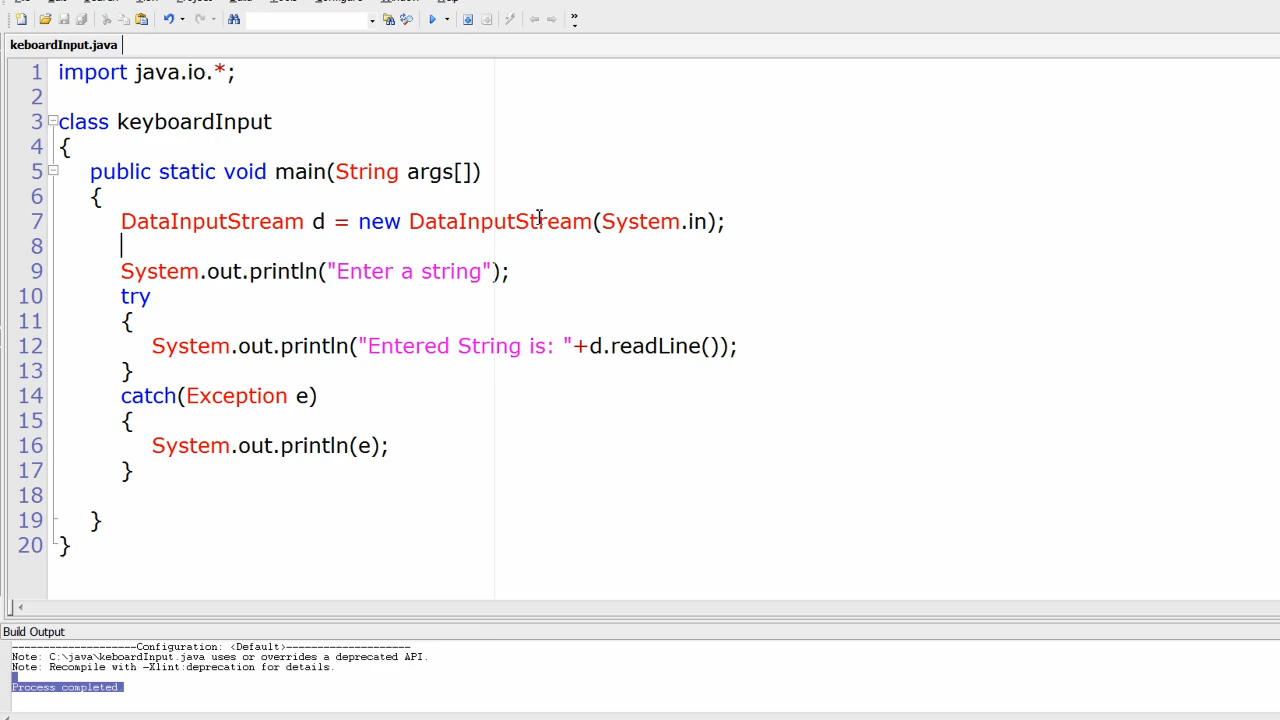 keboardInput.java
1 import java.io.*;
2
3 class keyboardInput
4 {
5 public static void main(String args[])
6 {
7 DataInputStream d = new DataInputStream(System.in);
8
9 System.out.println("Enter a string");
10 try
11 {
12 System.out.println("Entered String is: "+d.readLine());
13 }
14 catch(Exception e)
15 {
16 System.out.println(e);
17 }
18
19 }
20 }
Build Output
--------------------Configuration: <Default>--------------------
Note: C:\java\keboardInput.java uses or overrides a deprecated API.
Note: Recompile with -Xlint:deprecation for details.
Process completed.